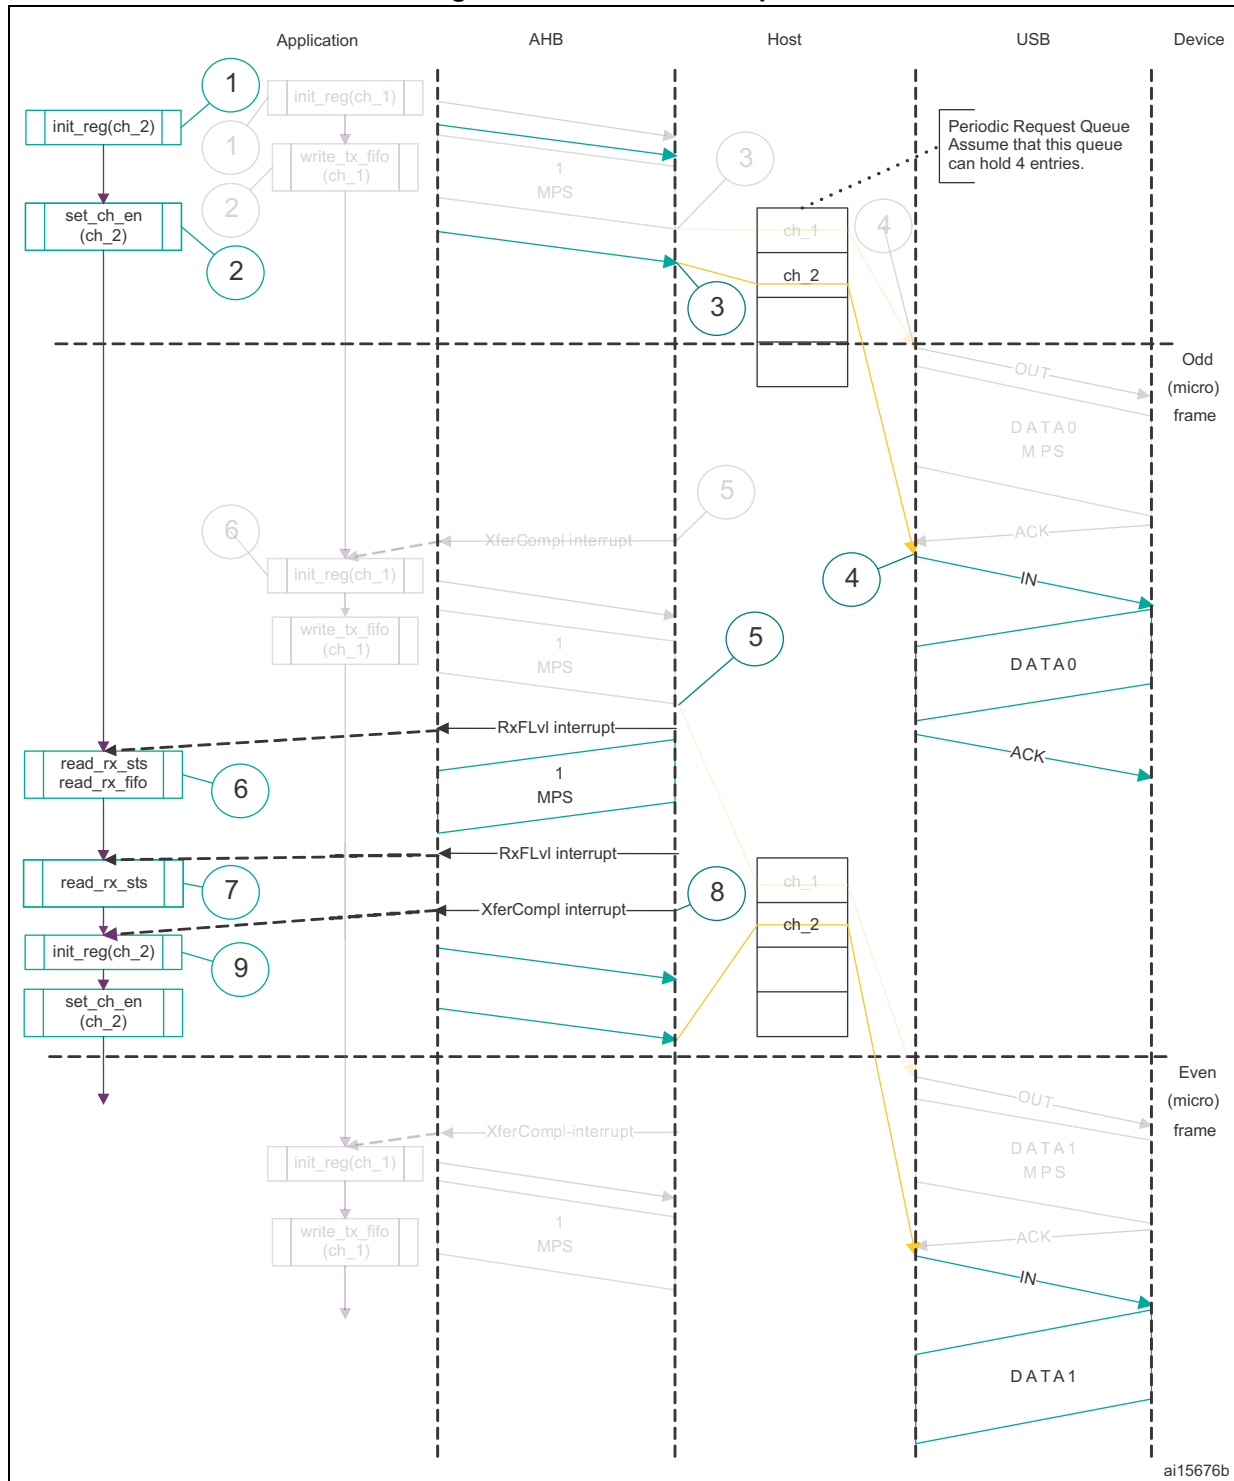 Application
AHB
Host
USB
Device
1
init_reg(ch_2)
init_reg(ch_1)
1
write_tx_fifo
(ch_1)
2
1
MPS
3
Periodic Request Queue
Assume that this queue
can hold 4 entries.
set_ch_en
(ch_2)
2
ch_1
4
ch_2
3
Odd
(micro)
frame
OUT
DATA0
MPS
5
6
XferCompl interrupt
ACK
init_reg(ch_1)
4
IN
write_tx_fifo
(ch_1)
1
MPS
5
DATA0
RxFLvl interrupt
ACK
read_rx_sts
read_rx_fifo
6
1
MPS
RxFLvl interrupt
read_rx_sts
7
8
ch_1
XferCompl interrupt
ch_2
init_reg(ch_2)
9
set_ch_en
(ch_2)
Even
(micro)
frame
OUT
XferCompl-interrupt
DATA1
MPS
init_reg(ch_1)
write_tx_fifo
(ch_1)
1
MPS
ACK
IN
DATA1
ai15676b